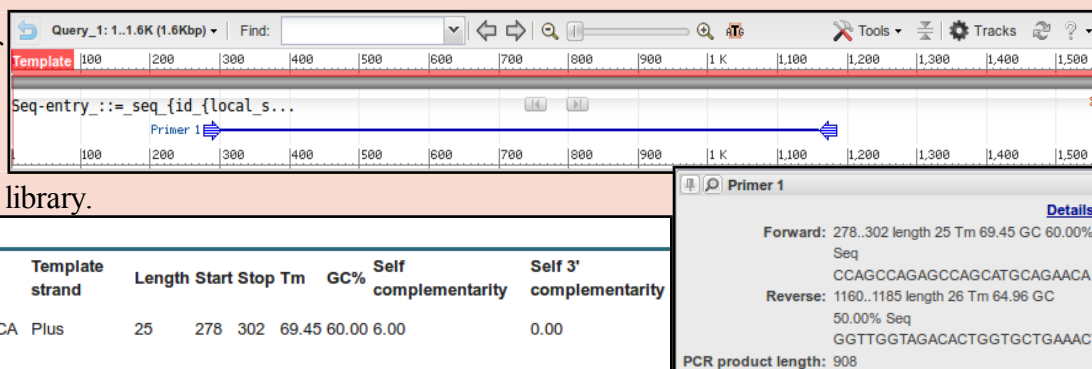 Query_1: 1..1.6K (1.6Kbp) Find: Tools Tracks ?
Template 100 200 300 400 500 600 700 800 900 1 K 1,100 1,200 1,300 1,400 1,500
Seq-entry_::=_seq_{id_{local_s...
Primer 1
100 200 300 400 500 600 700 800 900 1 K 1,100 1,200 1,300 1,400 1,500
library.
Template strand Length Start Stop Tm GC% Self complementarity Self 3' complementarity
CA Plus 25 278 302 69.45 60.00 6.00 0.00
Primer 1
Details
Forward: 278..302 length 25 Tm 69.45 GC 60.00%
Seq
CCAGCCAGAGCCAGCATGCAGAACA
Reverse: 1160..1185 length 26 Tm 64.96 GC
50.00% Seq
GGTTGGTAGACACTGGTGCTGAAAC
PCR product length: 908